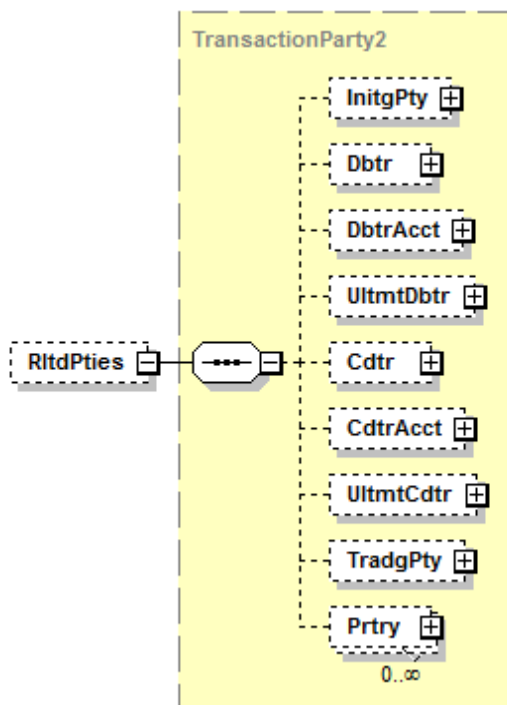 TransactionParty2
InitgPty
Dbtr
DbtrAcct
UltmtDbtr
RltdPties
Cdtr
CdtrAcct
UltmtCdtr
TradgPty
Prtry
0..∞